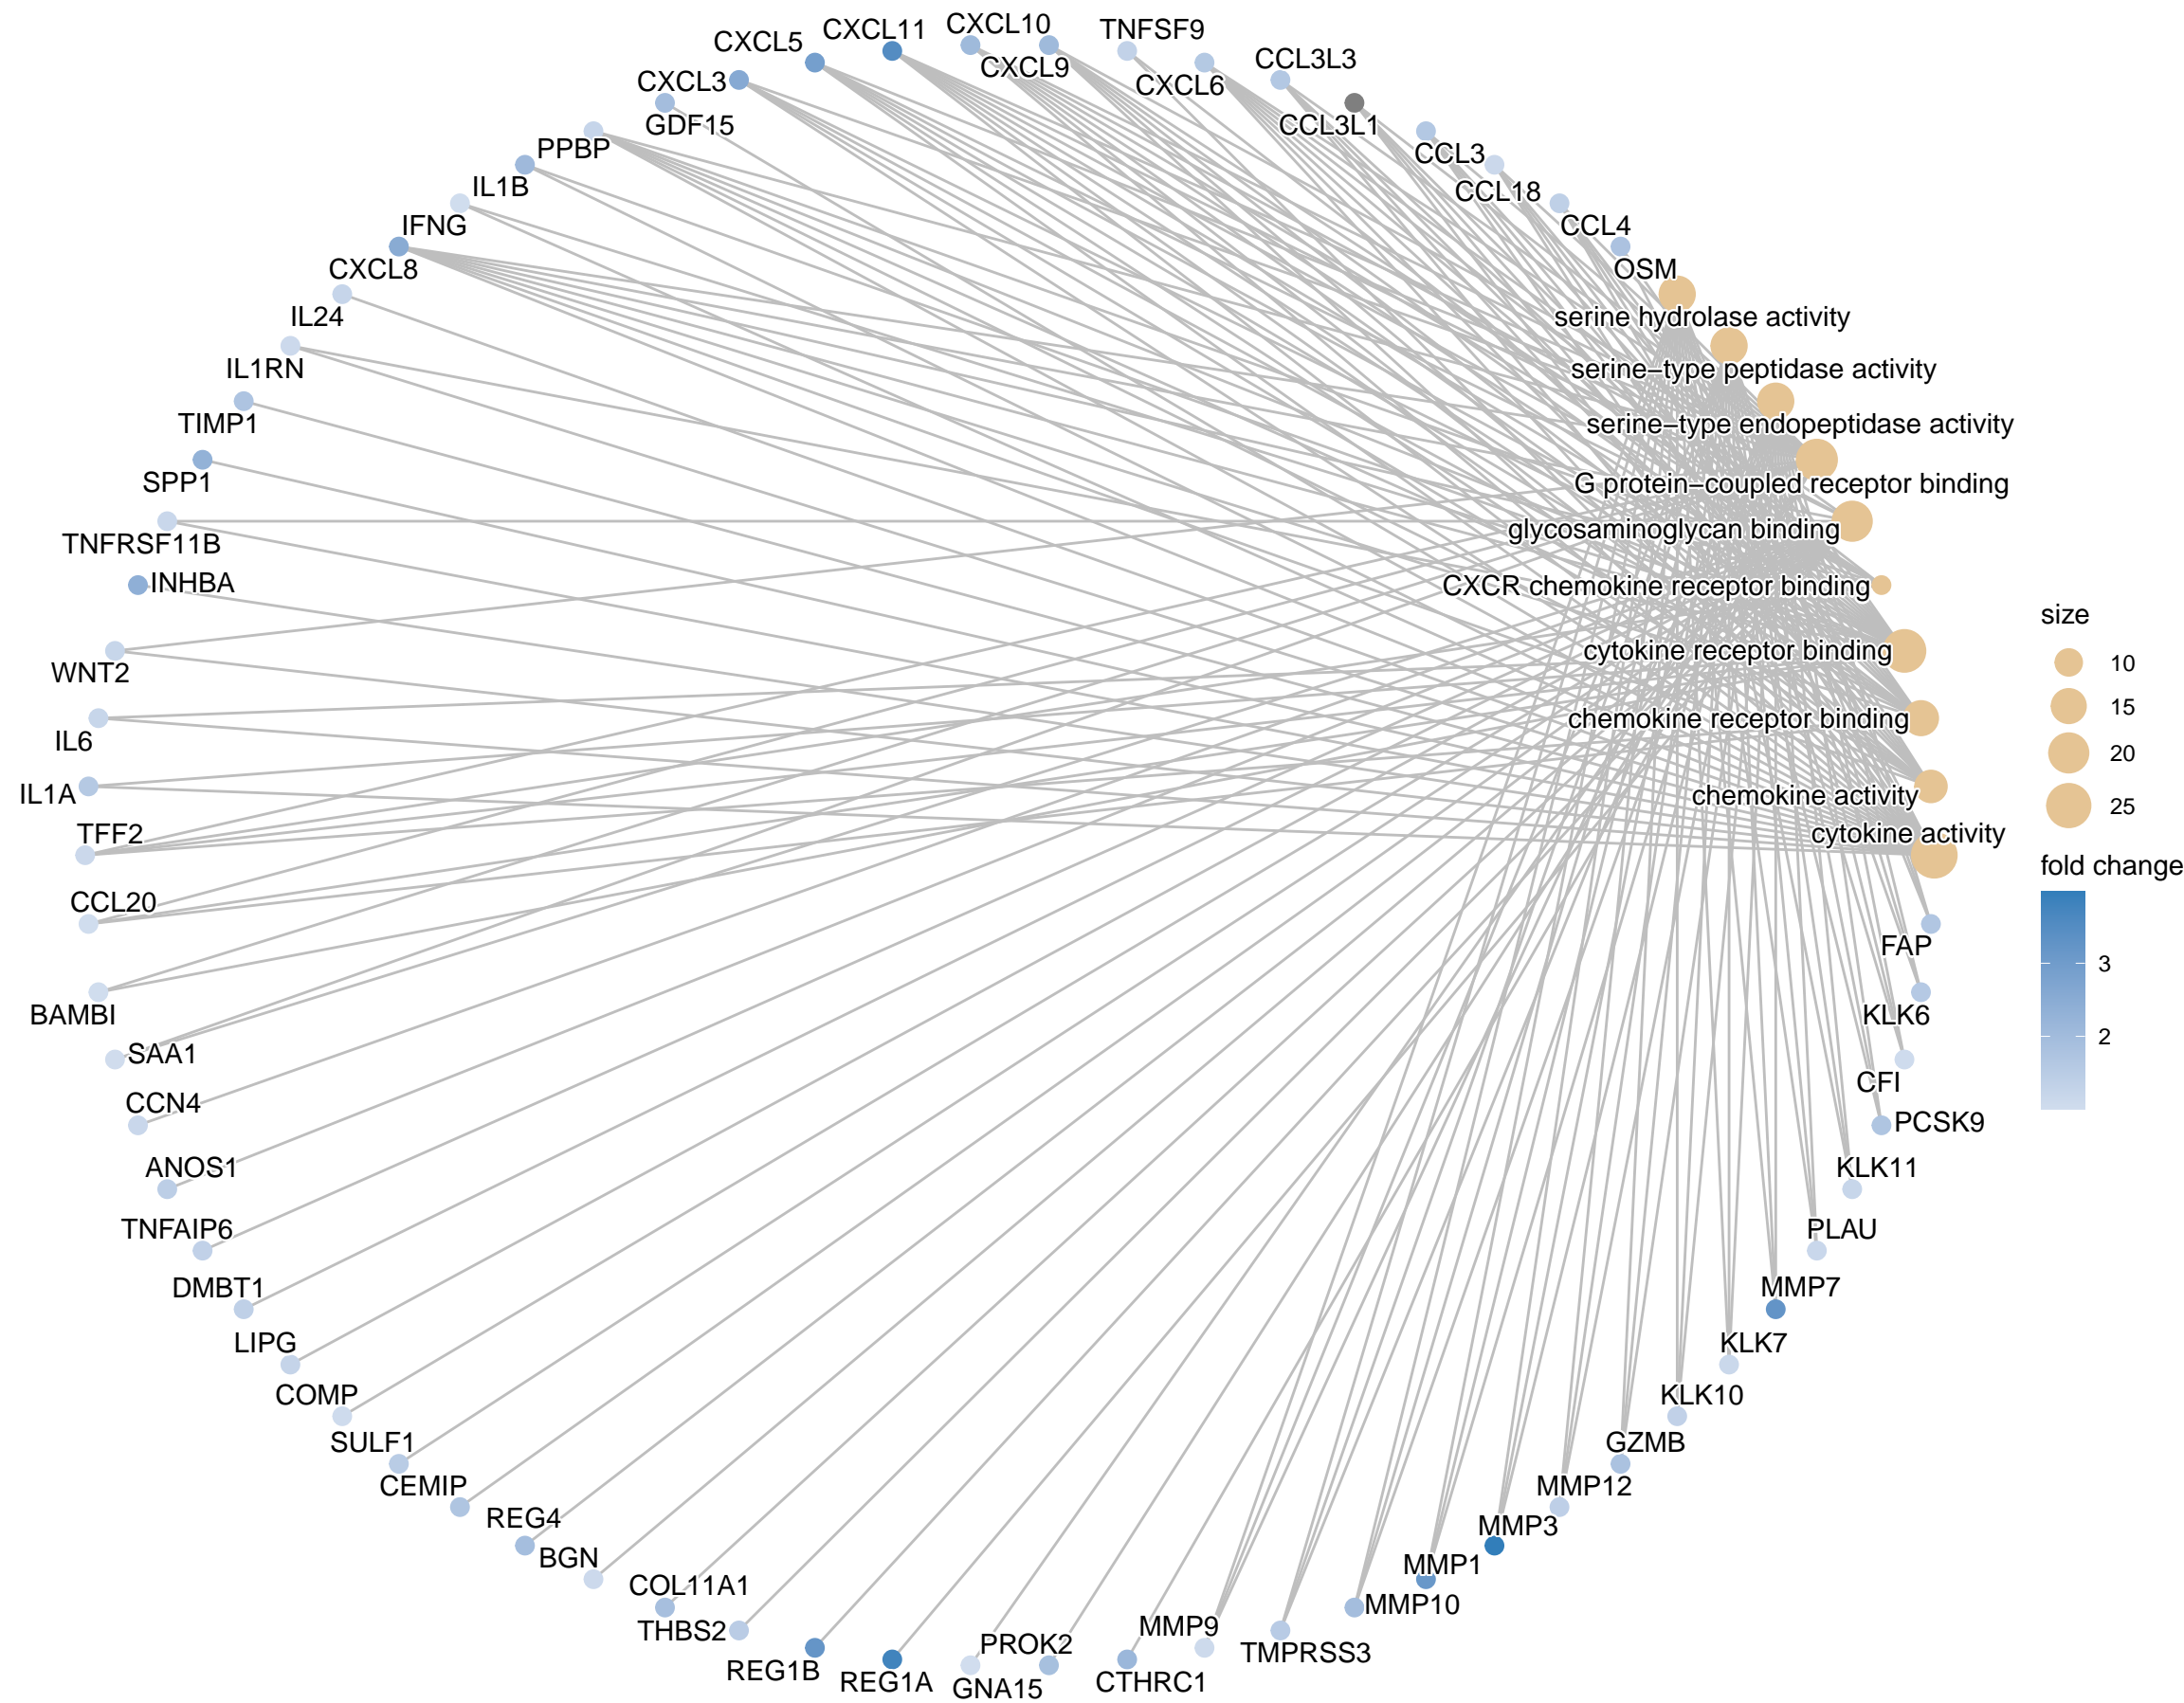 CXCL10
TNFSF9
CXCL11
CXCL5
CCL3L3
CXCL9
CXCL3
CXCL6
GDF15
CCL3L1
PPBP
CCL3
IL1B
CCL18
IFNG
CCL4
CXCL8
OSM
IL24
serine hydrolase activity
IL1RN
serine−type peptidase activity
TIMP1
serine−type endopeptidase activity
SPP1
G protein−coupled receptor binding
TNFRSF11B
glycosaminoglycan binding
INHBA
CXCR chemokine receptor binding
WNT2
cytokine receptor binding
IL6
chemokine receptor binding
IL1A
chemokine activity
TFF2
cytokine activity
size
10
15
20
25
fold change
3
2
CCL20
FAP
BAMBI
KLK6
SAA1
CFI
CCN4
PCSK9
ANOS1
KLK11
TNFAIP6
PLAU
DMBT1
MMP7
LIPG
KLK7
COMP
KLK10
SULF1
GZMB
CEMIP
MMP12
REG4
MMP3
BGN
MMP1
COL11A1
MMP10
THBS2
MMP9
REG1B
PROK2
TMPRSS3
REG1A
GNA15
CTHRC1